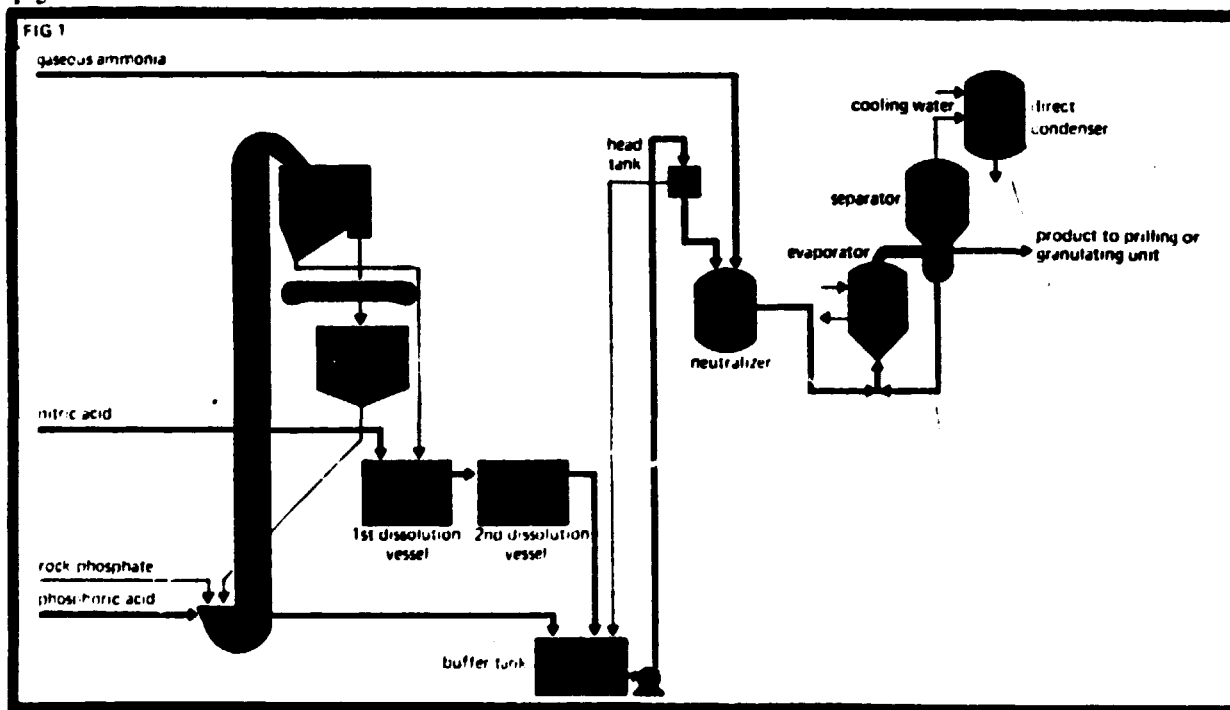 FIG 1
gaseous ammonia
cooling water
direct
condenser
head
tank
separator
product to prilling or
granulating unit
evaporator
neutralizer
nitric acid
1st dissolution
vessel
2nd dissolution
vessel
rock phosphate
phosphoric acid
buffer tank